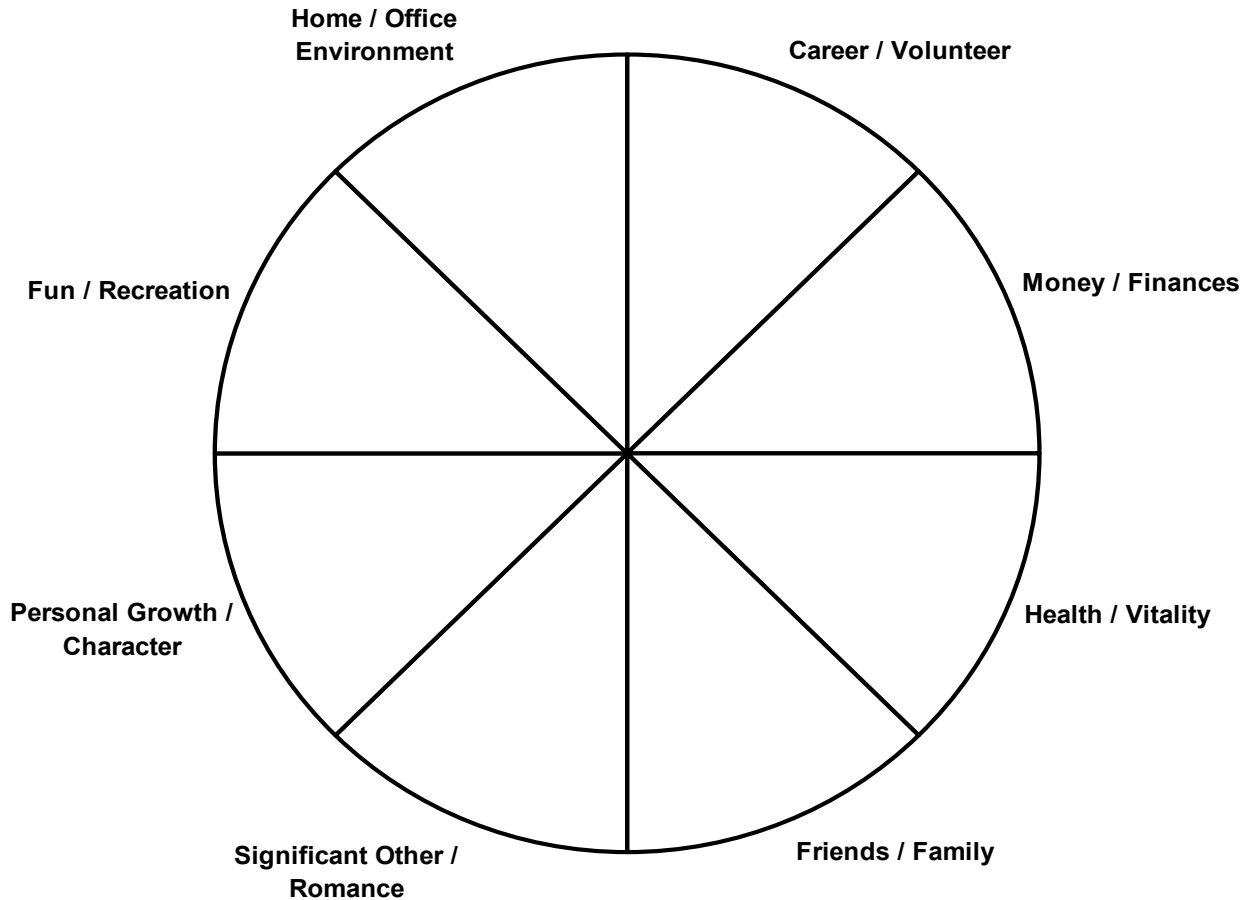 Home / Office
Environment
Career / Volunteer
Fun / Recreation
Money / Finances
Personal Growth /
Character
Health / Vitality
Significant Other /
Romance
Friends / Family